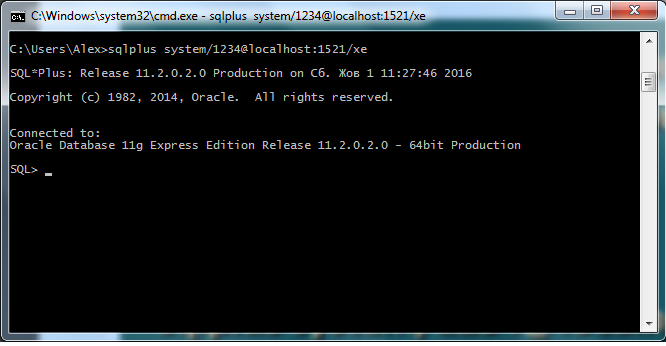 C:\Windows\system32\cmd.exe - sqlplus system/1234@localhost:1521/xe
C:\Users\Alex>sqlplus system/1234@localhost:1521/xe
SQL*Plus: Release 11.2.0.2.0 Production on Сб. Жов 1 11:27:46 2016
Copyright (c) 1982, 2014, Oracle.  All rights reserved.
Connected to:
Oracle Database 11g Express Edition Release 11.2.0.2.0 - 64bit Production
SQL> _